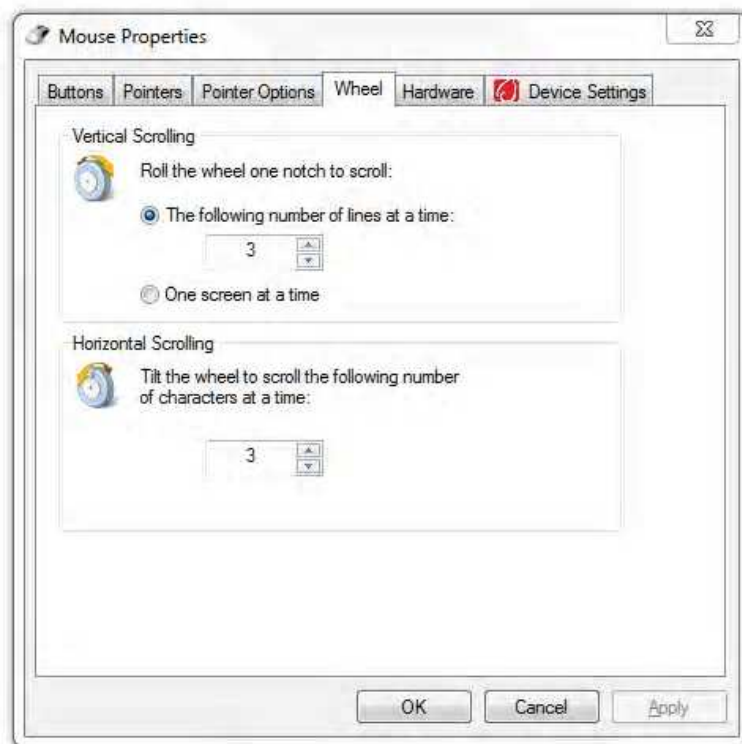 Mouse Properties
Buttons Pointers Pointer Options Wheel Hardware Device Settings
Vertical Scrolling
Roll the wheel one notch to scroll:
The following number of lines at a time:
3
One screen at a time
Horizontal Scrolling
Tilt the wheel to scroll the following number
of characters at a time:
3
OK Cancel Apply